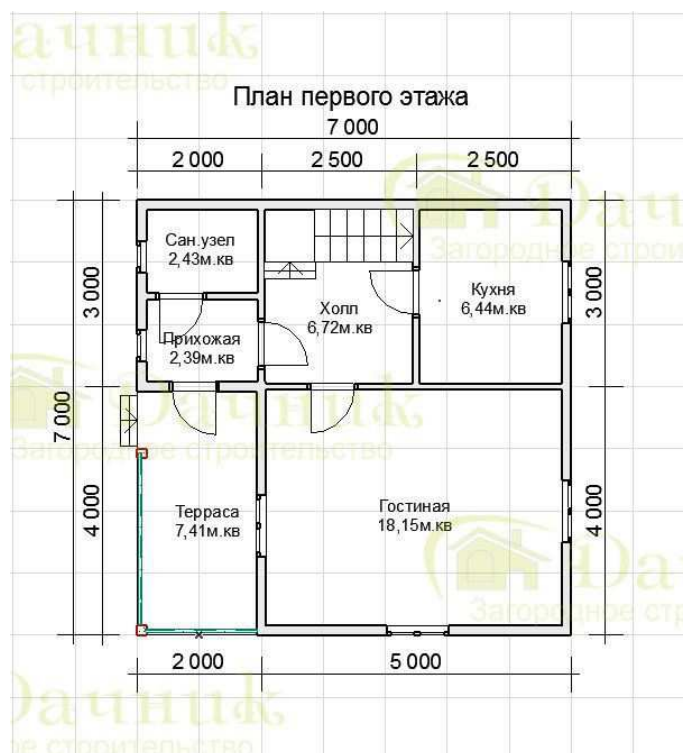 Дачник
строительство
План первого этажа
7 000
2 000
2 500
2 500
Дачник
Загородное строи
Сан.узел
2,43м.кв
Кухня
6,44м.кв
Холл
6,72м.кв
3 000
3 000
Прихожая
2,39м.кв
Дачник
Загородное строительство
7 000
4 000
4 000
Терраса
7,41м.кв
Гостиная
18,15м.кв
Дач
Загородное стр
2 000
5 000
Дачник
ое строительство